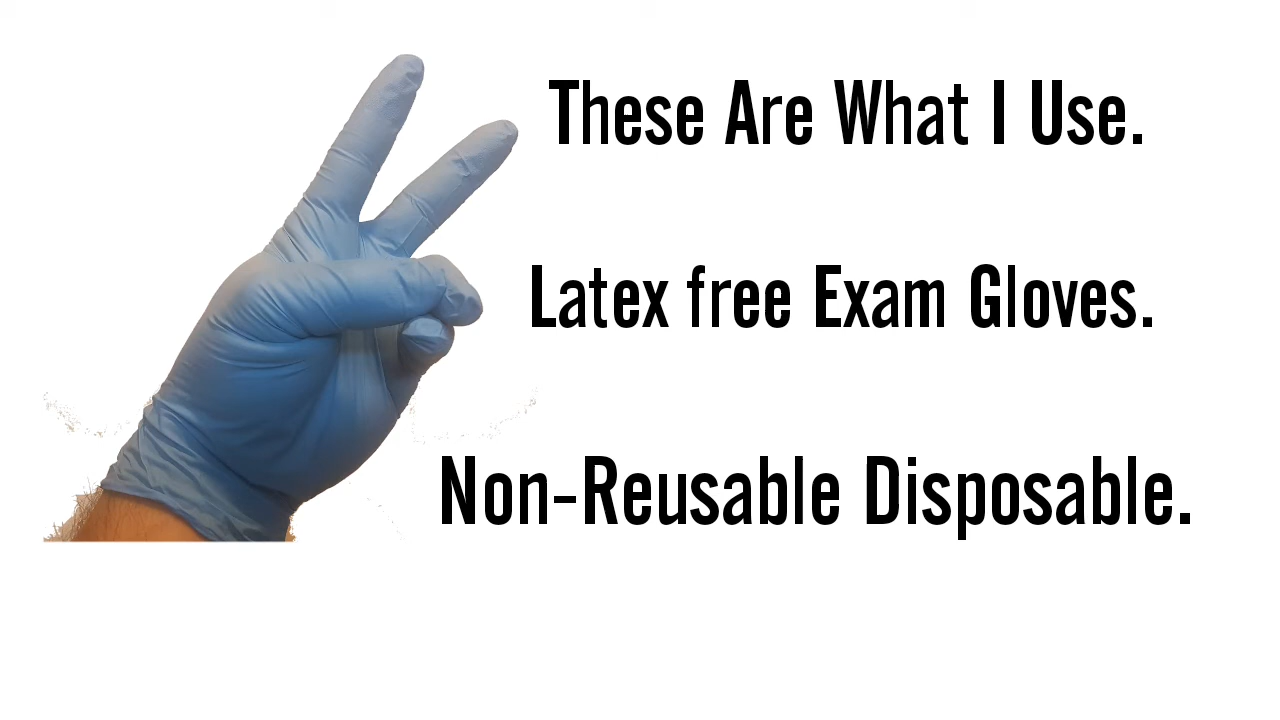 These Are What I Use.
Latex free Exam Gloves.
Non-Reusable Disposable.